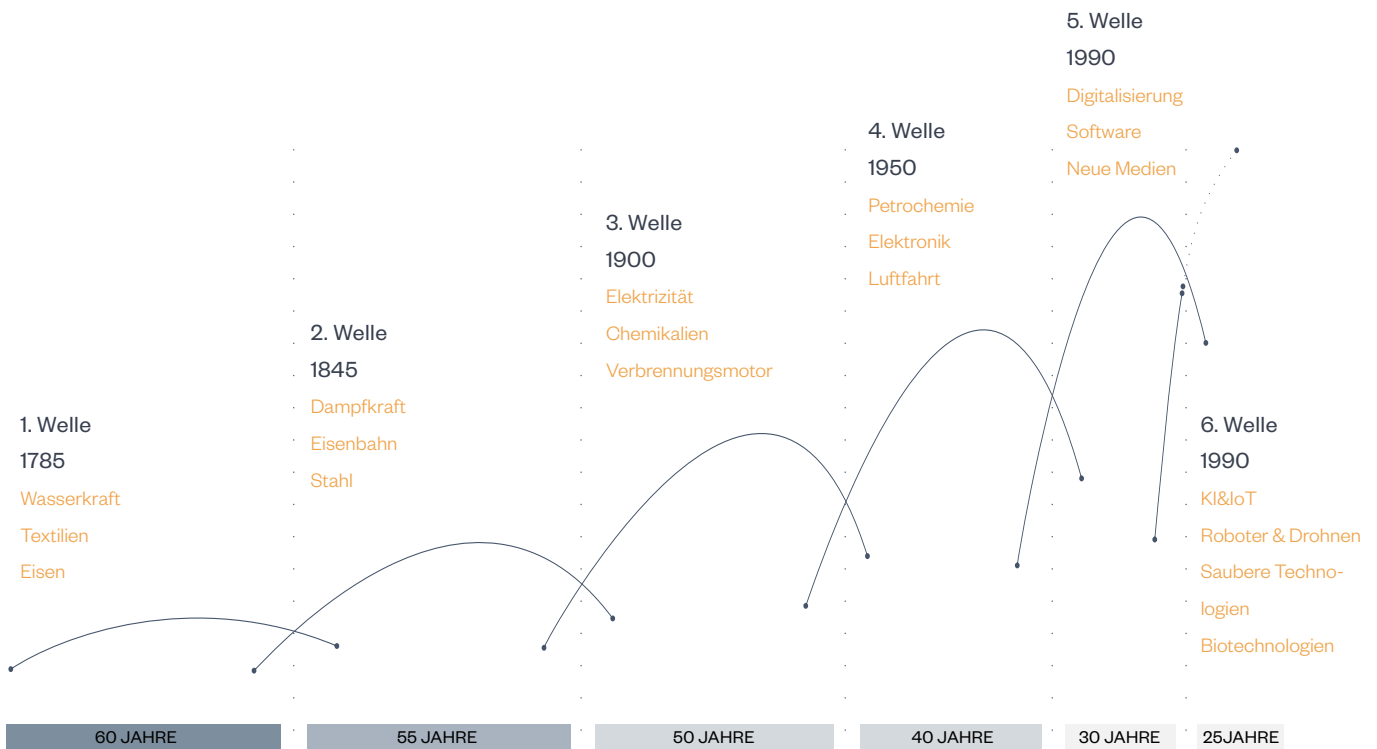 1. Welle
1785
Wasserkraft
Textilien
Eisen
2. Welle
1845
Dampfkraft
Eisenbahn
Stahl
3. Welle
1900
Elektrizität
Chemikalien
Verbrennungsmotor
4. Welle
1950
Petrochemie
Elektronik
Luftfahrt
5. Welle
1990
Digitalisierung
Software
Neue Medien
6. Welle
1990
KI&IoT
Roboter & Drohnen
Saubere Techno-
logien
Biotechnologien
60 JAHRE
55 JAHRE
50 JAHRE
40 JAHRE
30 JAHRE
25JAHRE